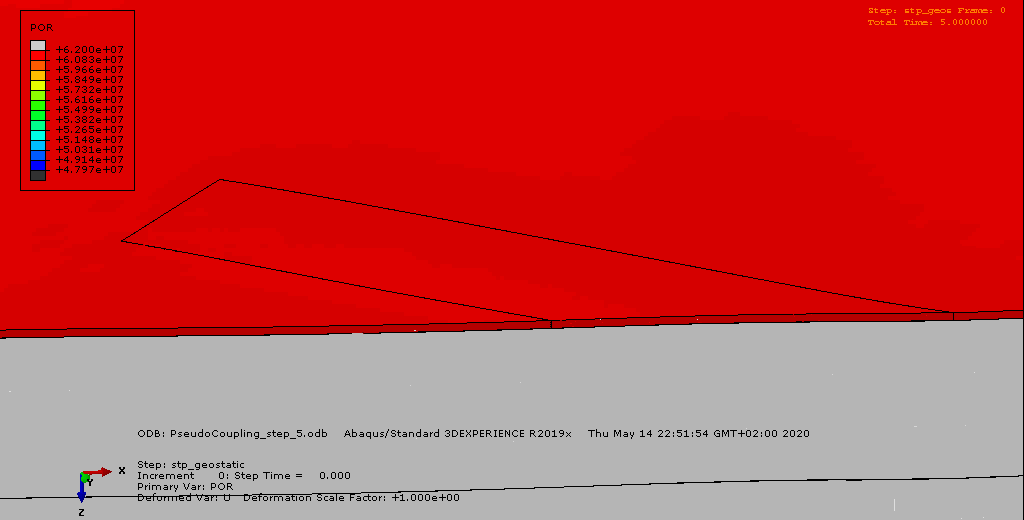 Step: stp_geos Frame: 0
Total Time: 5.000000
POR
+6.200e+07
+6.083e+07
+5.966e+07
+5.849e+07
+5.732e+07
+5.616e+07
+5.499e+07
+5.382e+07
+5.265e+07
+5.148e+07
+5.031e+07
+4.914e+07
+4.797e+07
ODB: PseudoCoupling_step_5.odb Abaqus/Standard 3DEXPERIENCE R2019x Thu May 14 22:51:54 GMT+02:00 2020
Step: stp_geostatic
Increment 0: Step Time = 0.000
Primary Var: POR
Deformed Var: U Deformation Scale Factor: +1.000e+00
X
Y
Z